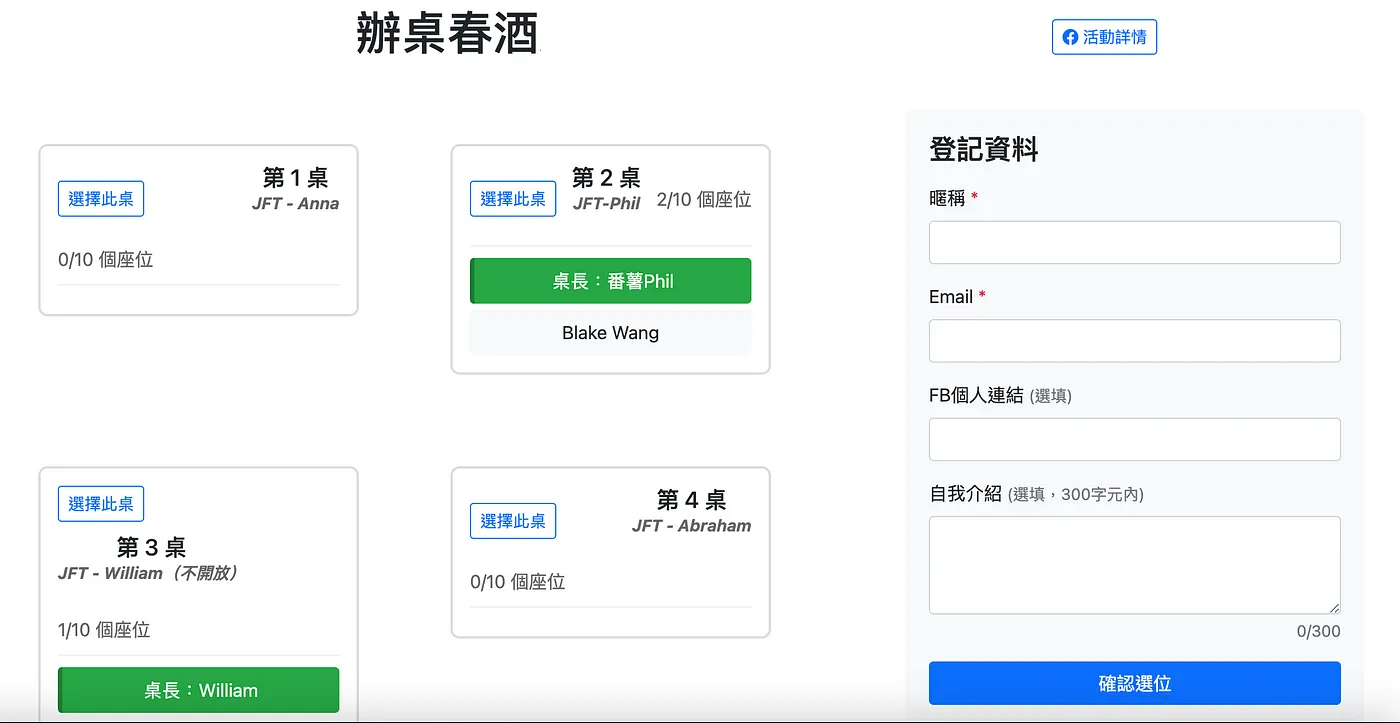 辦桌春酒
活動詳情
選擇此桌
第 1 桌
JFT - Anna
0/10 個座位
選擇此桌
第 2 桌
JFT-Phil
2/10 個座位
桌長：番薯Phil
Blake Wang
選擇此桌
第 3 桌
JFT - William（不開放）
1/10 個座位
桌長：William
選擇此桌
第 4 桌
JFT - Abraham
0/10 個座位
登記資料
暱稱 *
Email *
FB個人連結 (選填)
自我介紹 (選填，300字元內)
0/300
確認選位